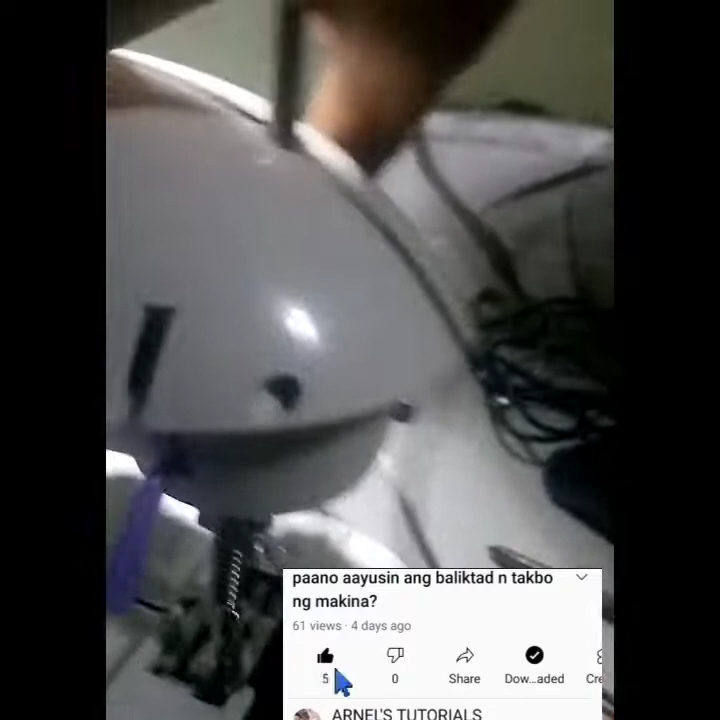 paano aayusin ang baliktad n takbo
ng makina?
61 views · 4 days ago
5
0
Share
Dow...aded
Cre
ARNEL'S TUTORIALS